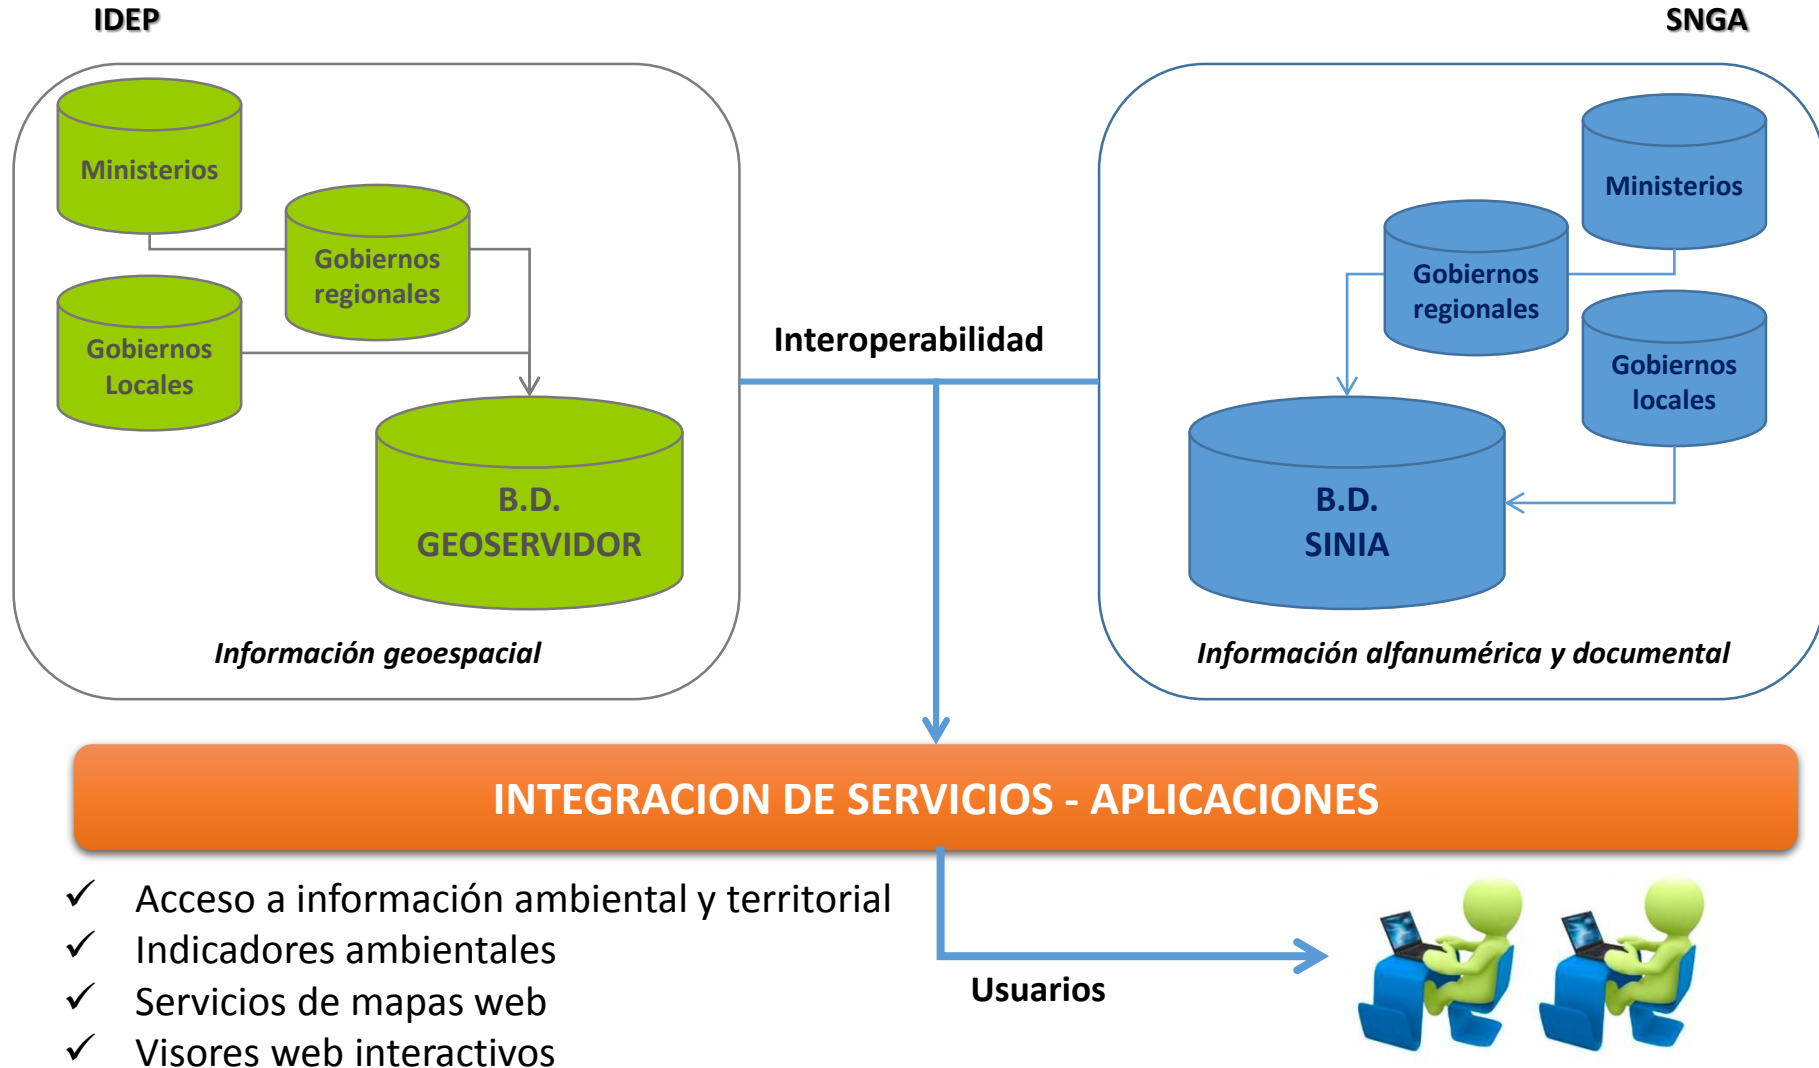 IDEP
SNGA
Ministerios
Gobiernos
regionales
Gobiernos
Locales
B.D.
GEOSERVIDOR
Información geoespacial
Interoperabilidad
Ministerios
Gobiernos
regionales
Gobiernos
locales
B.D.
SINIA
Información alfanumérica y documental
INTEGRACION DE SERVICIOS - APLICACIONES
✓ Acceso a información ambiental y territorial
✓ Indicadores ambientales
✓ Servicios de mapas web
✓ Visores web interactivos
Usuarios